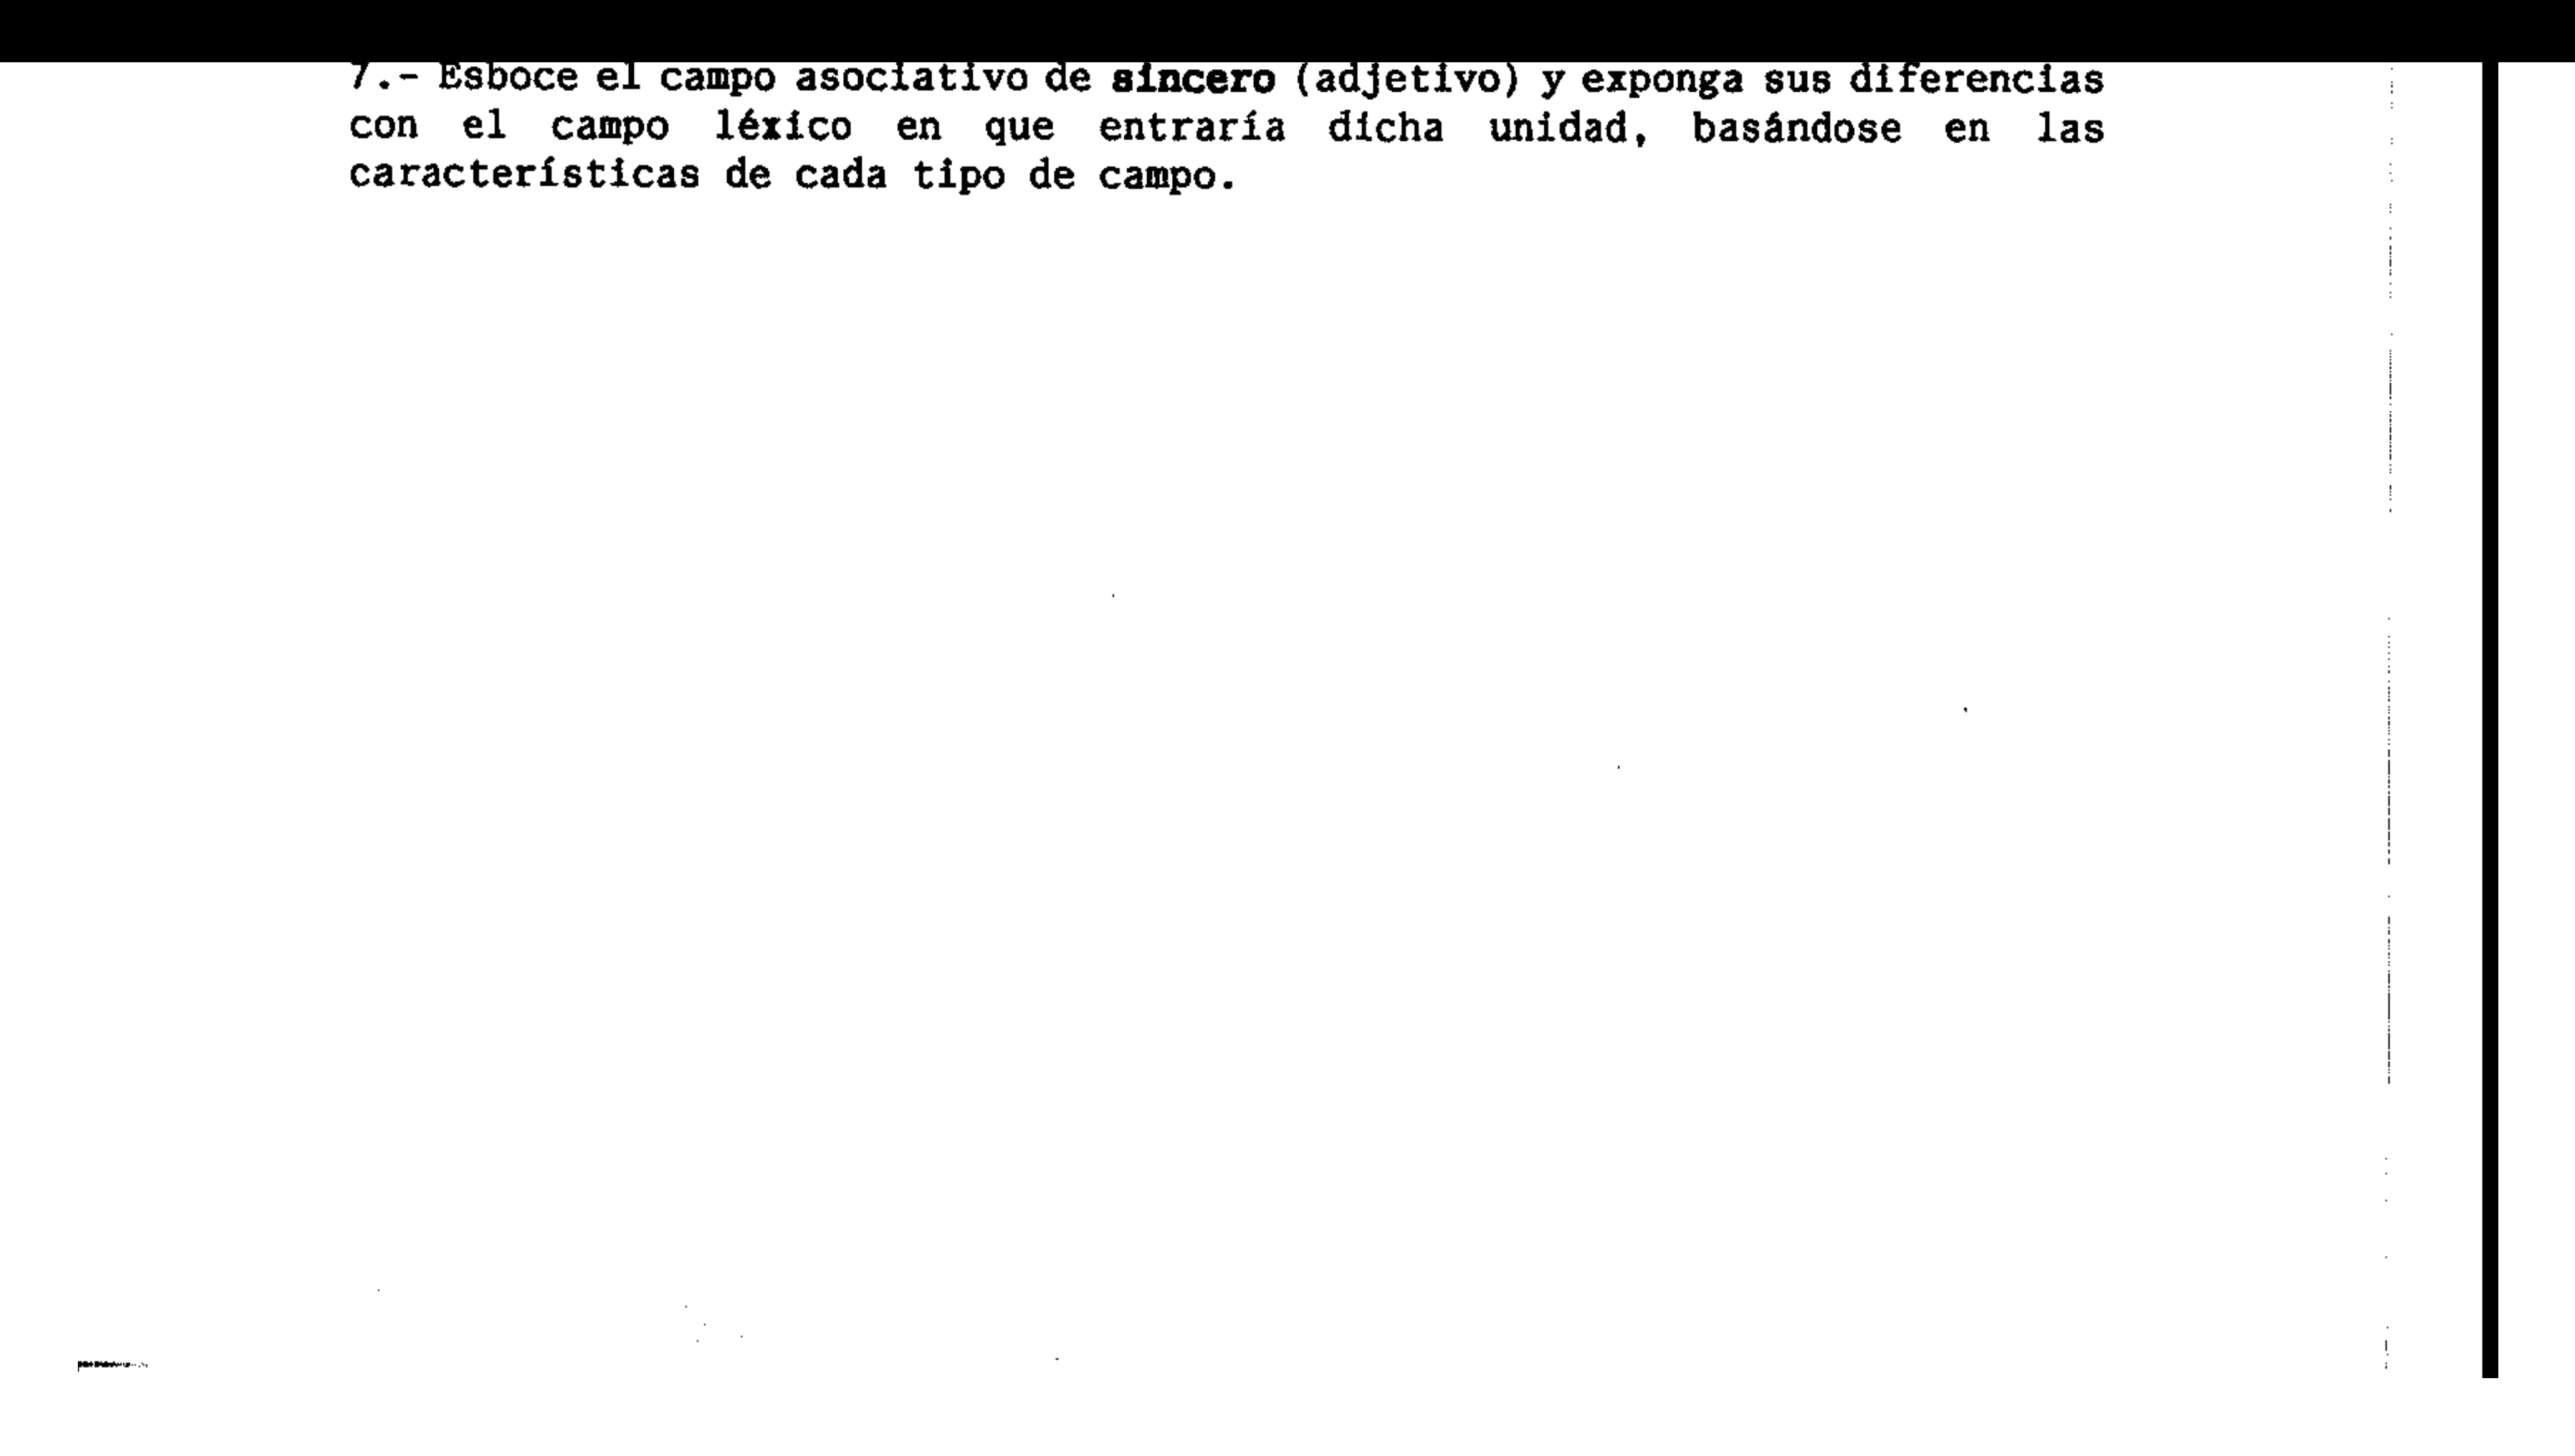 7.- Esboce el campo asociativo de sincero (adjetivo) y exponga sus diferencias
con el campo léxico en que entraría dicha unidad, basándose en las
características de cada tipo de campo.